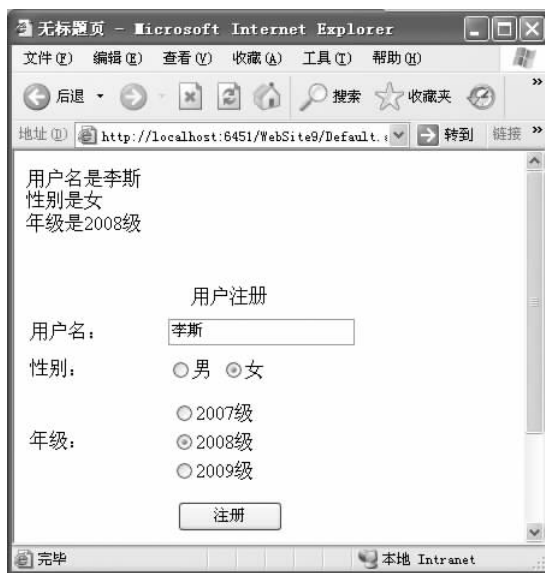 无标题页 - Microsoft Internet Explorer
文件(F) 编辑(E) 查看(V) 收藏(A) 工具(T) 帮助(H)
后退 搜索 收藏夹 »
地址(D) http://localhost:6451/WebSite9/Default. 转到 链接 »
用户名是李斯
性别是女
年级是2008级
用户注册
用户名： 李斯
性别： 男 女
2007级
年级： 2008级
2009级
注册
完毕 本地 Intranet